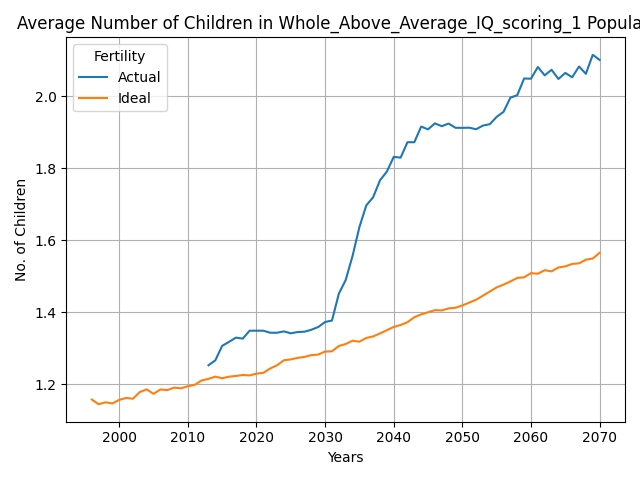 Average Number of Children in Whole_Above_Average_IQ_scoring_1 Popula
Fertility
Actual
Ideal
No. of Children
2.0
1.8
1.6
1.4
1.2
2000 2010 2020 2030 2040 2050 2060 2070
Years